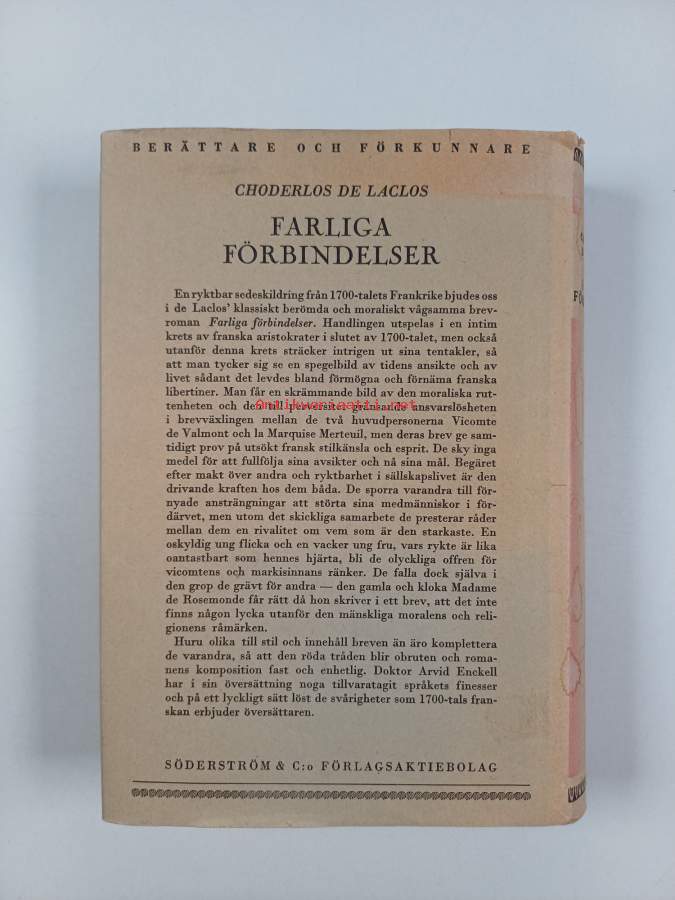 BERÄTTARE OCH FÖRKUNNARE
CHODERLOS DE LACLOS
FARLIGA
FÖRBINDELSER
En ryktbar sedeskildring från 1700-talets Frankrike bjudes oss
i de Laclos' klassiskt berömda och moraliskt vågsamma brev-
roman Farliga förbindelser. Handlingen utspelas i en intim
krets av franska aristokrater i slutet av 1700-talet, men också
utanför denna krets sträcker intrigen ut sina tentakler, så
att man tycker sig se en spegelbild av tidens ansikte och av
livet sådant det levdes bland förmögna och förnäma franska
libertiner. Man får en skrämmande bild av den moraliska rut-
tenheten och den till perversitet gränsande ansvarslösheten
antikvariaatti.net
i brevväxlingen mellan de två huvudpersonerna Vicomte
de Valmont och la Marquise Merteuil, men deras brev ge sam-
tidigt prov på utsökt fransk stilkänsla och esprit. De sky inga
medel för att fullfölja sina avsikter och nå sina mål. Begäret
efter makt över andra och ryktbarhet i sällskapslivet är den
drivande kraften hos dem båda. De sporra varandra till för-
nyade ansträngningar att störta sina medmänniskor i för-
därvet, men utom det skickliga samarbete de presterar råder
mellan dem en rivalitet om vem som är den starkaste. En
oskyldig ung flicka och en vacker ung fru, vars rykte är lika
oantastbart som hennes hjärta, bli de olyckliga offren för
vicomtens och markisinnans ränker. De falla dock själva i
den grop de grävt för andra — den gamla och kloka Madame
de Rosemonde får rätt då hon skriver i ett brev, att det inte
finns någon lycka utanför den mänskliga moralens och reli-
gionens råmärken.
Huru olika till stil och innehåll breven än äro komplettera
de varandra, så att den röda tråden blir obruten och roma-
nens komposition fast och enhetlig. Doktor Arvid Enckell
har i sin översättning noga tillvaratagit språkets finesser
och på ett lyckligt sätt löst de svårigheter som 1700-tals fran-
skan erbjuder översättaren.
SÖDERSTRÖM & C:o FÖRLAGSAKTIEBOLAG